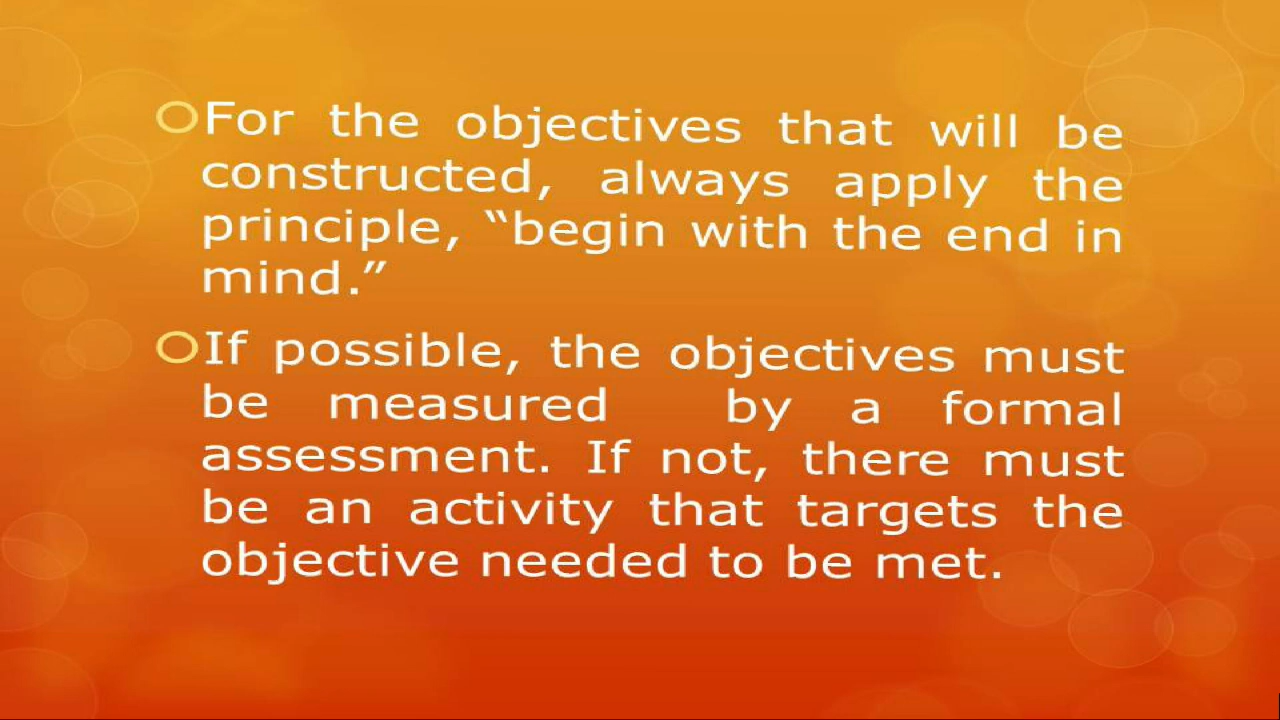 For the objectives that will be
constructed, always apply the
principle, “begin with the end in
mind.”
If possible, the objectives must
be measured by a formal
assessment. If not, there must
be an activity that targets the
objective needed to be met.